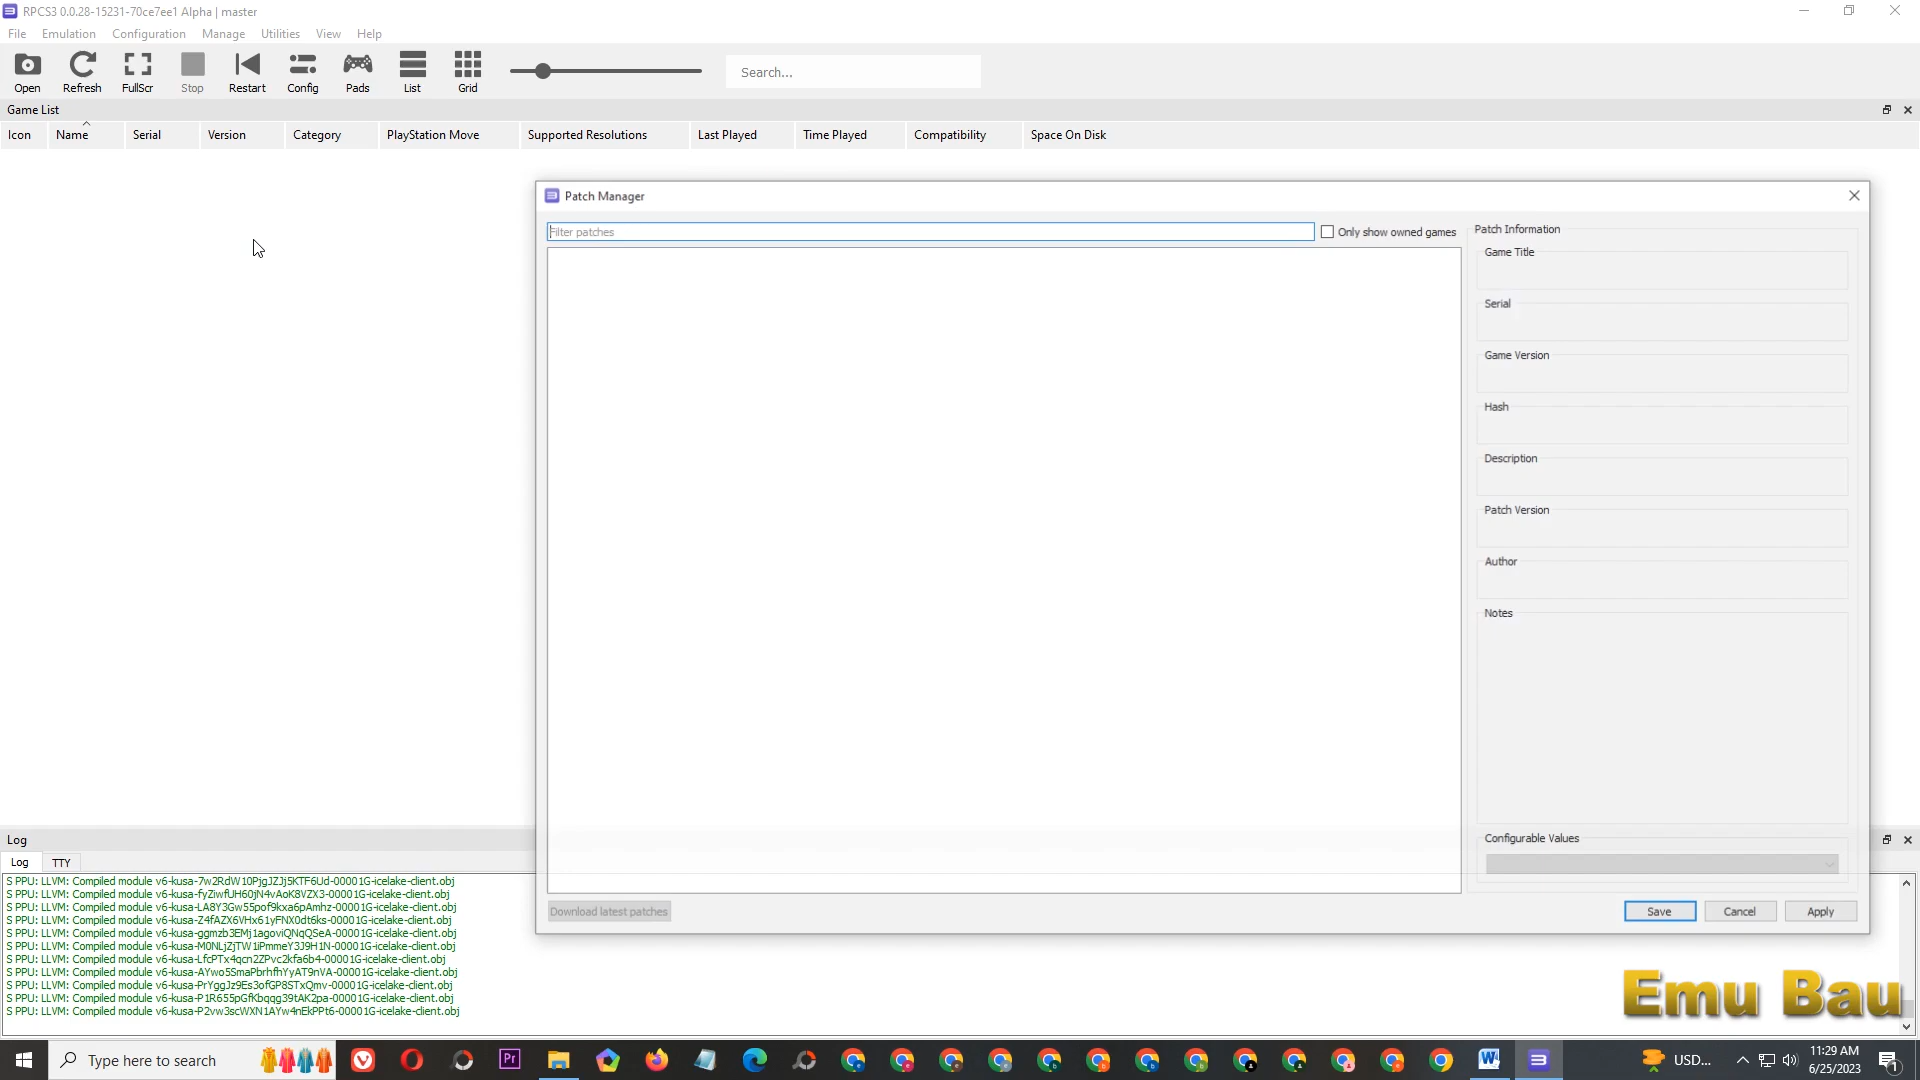 RPCS3 0.0.28-15231-70ce7ee1 Alpha | master
File Emulation Configuration Manage Utilities View Help
Open Refresh FullScr Stop Restart Config Pads List Grid Search...
Game List
Icon Name Serial Version Category PlayStation Move Supported Resolutions Last Played Time Played Compatibility Space On Disk
Patch Manager
Filter patches Only show owned games
Patch Information
Game Title
Serial
Game Version
Hash
Description
Patch Version
Author
Notes
Configurable Values
Download latest patches Save Cancel Apply
Log
Log TTY
S PPU: LLVM: Compiled module v6-kusa-7w2RdW10PjgJZJj5KTF6Ud-00001G-icelake-client.obj
S PPU: LLVM: Compiled module v6-kusa-fyZiwfUH60jN4vAoK8VZX3-00001G-icelake-client.obj
S PPU: LLVM: Compiled module v6-kusa-LA8Y3Gw55pof9kxa6pAmhz-00001G-icelake-client.obj
S PPU: LLVM: Compiled module v6-kusa-Z4fAZX6VHx61yFNX0dt6ks-00001G-icelake-client.obj
S PPU: LLVM: Compiled module v6-kusa-ggmzb3EMj1agoviQNqQSeA-00001G-icelake-client.obj
S PPU: LLVM: Compiled module v6-kusa-M0NLjZjTW1iPmmeY3J9H1N-00001G-icelake-client.obj
S PPU: LLVM: Compiled module v6-kusa-LfcPTx4qcn2ZPvc2kfa6b4-00001G-icelake-client.obj
S PPU: LLVM: Compiled module v6-kusa-AYwo5SmaPbrhfhYyAT9nVA-00001G-icelake-client.obj
S PPU: LLVM: Compiled module v6-kusa-PrYggJz9Es3ofGP8STxQmv-00001G-icelake-client.obj
S PPU: LLVM: Compiled module v6-kusa-P1R655pGfKbqqg39tAK2pa-00001G-icelake-client.obj
S PPU: LLVM: Compiled module v6-kusa-P2vw3scWXN1AYw4nEkPPt6-00001G-icelake-client.obj
Emu Bau
Type here to search
USD...
11:29 AM
6/25/2023